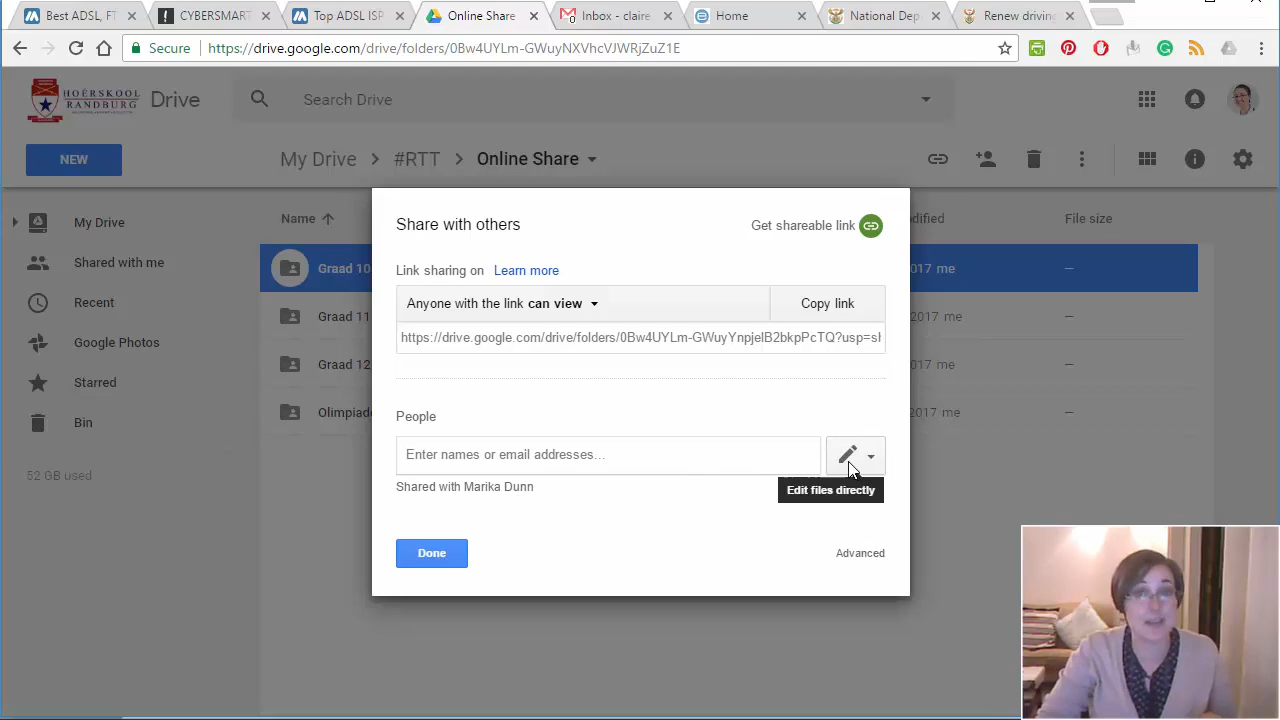 Best ADSL, FT
CYBERSMART
Top ADSL ISP
Online Share
Inbox - claire
Home
National Dep
Renew driving
Secure
https://drive.google.com/drive/folders/0Bw4UYLm-GWuyNXVhcVJWRjZuZ1E
HOËRSKOOL
RANDBURG
Drive
Search Drive
NEW
My Drive > #RTT > Online Share
My Drive
Shared with me
Recent
Google Photos
Starred
Bin
52 GB used
Name
odified
File size
Graad 10
2017 me
—
Graad 11
2017 me
—
Graad 12
2017 me
—
Olimpiade
2017 me
—
Share with others
Get shareable link
Link sharing on Learn more
Anyone with the link can view
Copy link
https://drive.google.com/drive/folders/0Bw4UYLm-GWuyYnpjelB2bkpPcTQ?usp=sl
People
Enter names or email addresses...
Shared with Marika Dunn
Edit files directly
Done
Advanced